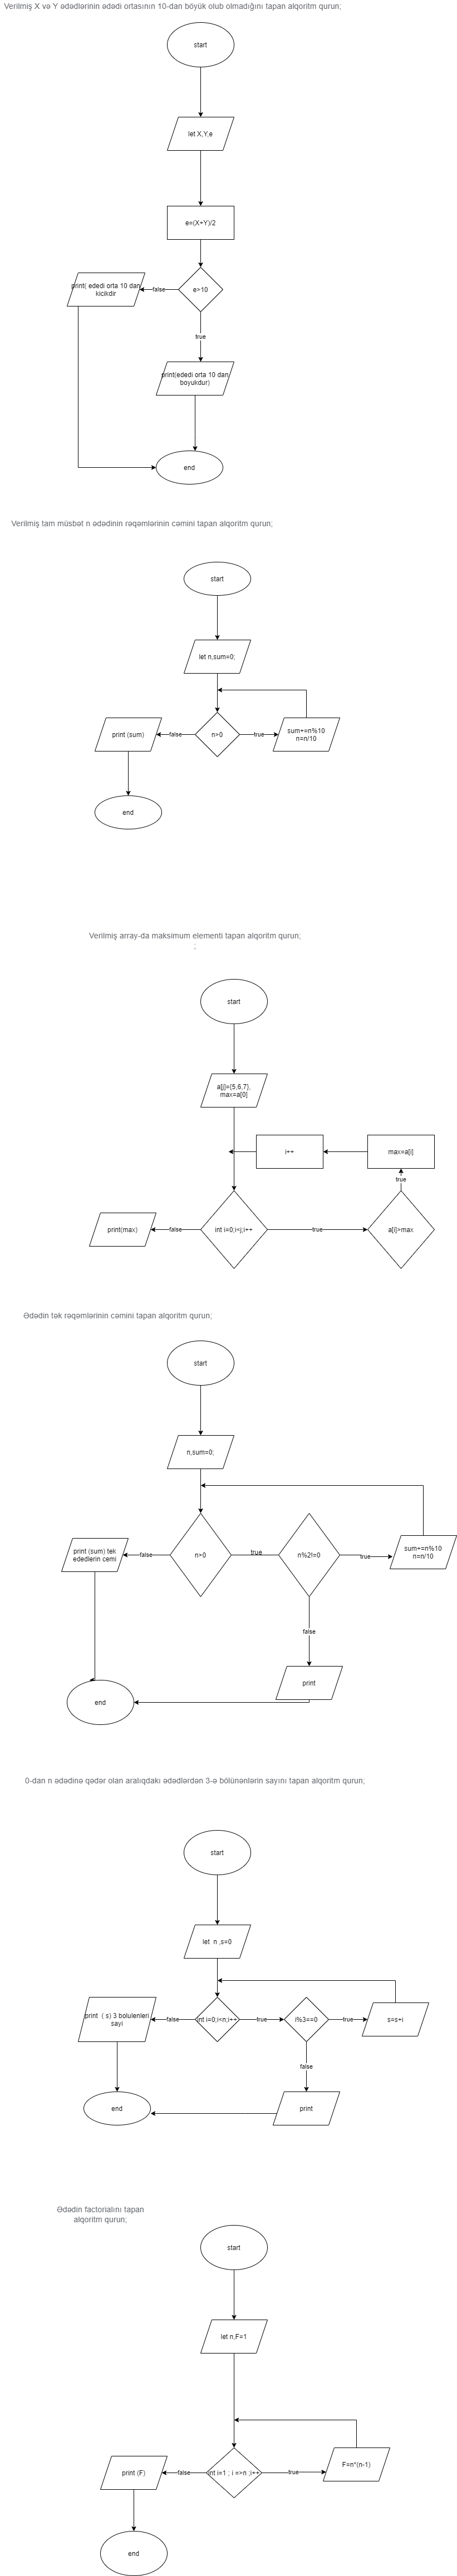 Verilmiş X və Y ədədlərinin ədədi ortasının 10-dan böyük olub olmadığını tapan alqoritm qurun;
start
let X,Y,e
e=(X+Y)/2
e>10
false
print( ededi orta 10 dan
kicikdir
true
print(ededi orta 10 dan
boyukdur)
end
Verilmiş tam müsbət n ədədinin rəqəmlərinin cəmini tapan alqoritm qurun;
start
let n,sum=0;
n>0
false
print (sum)
true
sum+=n%10
n=n/10
end
Verilmiş array-da maksimum elementi tapan alqoritm qurun;
;
start
a[j]={5,6,7},
max=a[0]
i++
max=a[i]
true
print(max)
false
int i=0;i<j;i++
true
a[i]>max
Ədədin tək rəqəmlərinin cəmini tapan alqoritm qurun;
start
n,sum=0;
print (sum) tek
ededlerin cemi
false
n>0
true
n%2!=0
true
sum+=n%10
n=n/10
false
print
end
0-dan n ədədinə qədər olan aralıqdakı ədədlərdən 3-ə bölünənlərin sayını tapan alqoritm qurun;
start
let n ,s=0
print ( s) 3 bolulenleri
sayi
false
int i=0;i<n;i++
true
i%3==0
true
s=s+i
false
print
end
Ədədin factorialını tapan
alqoritm qurun;
start
let n,F=1
print (F)
false
int i=1 ; i =>n ;i++
true
F=n*(n-1)
end